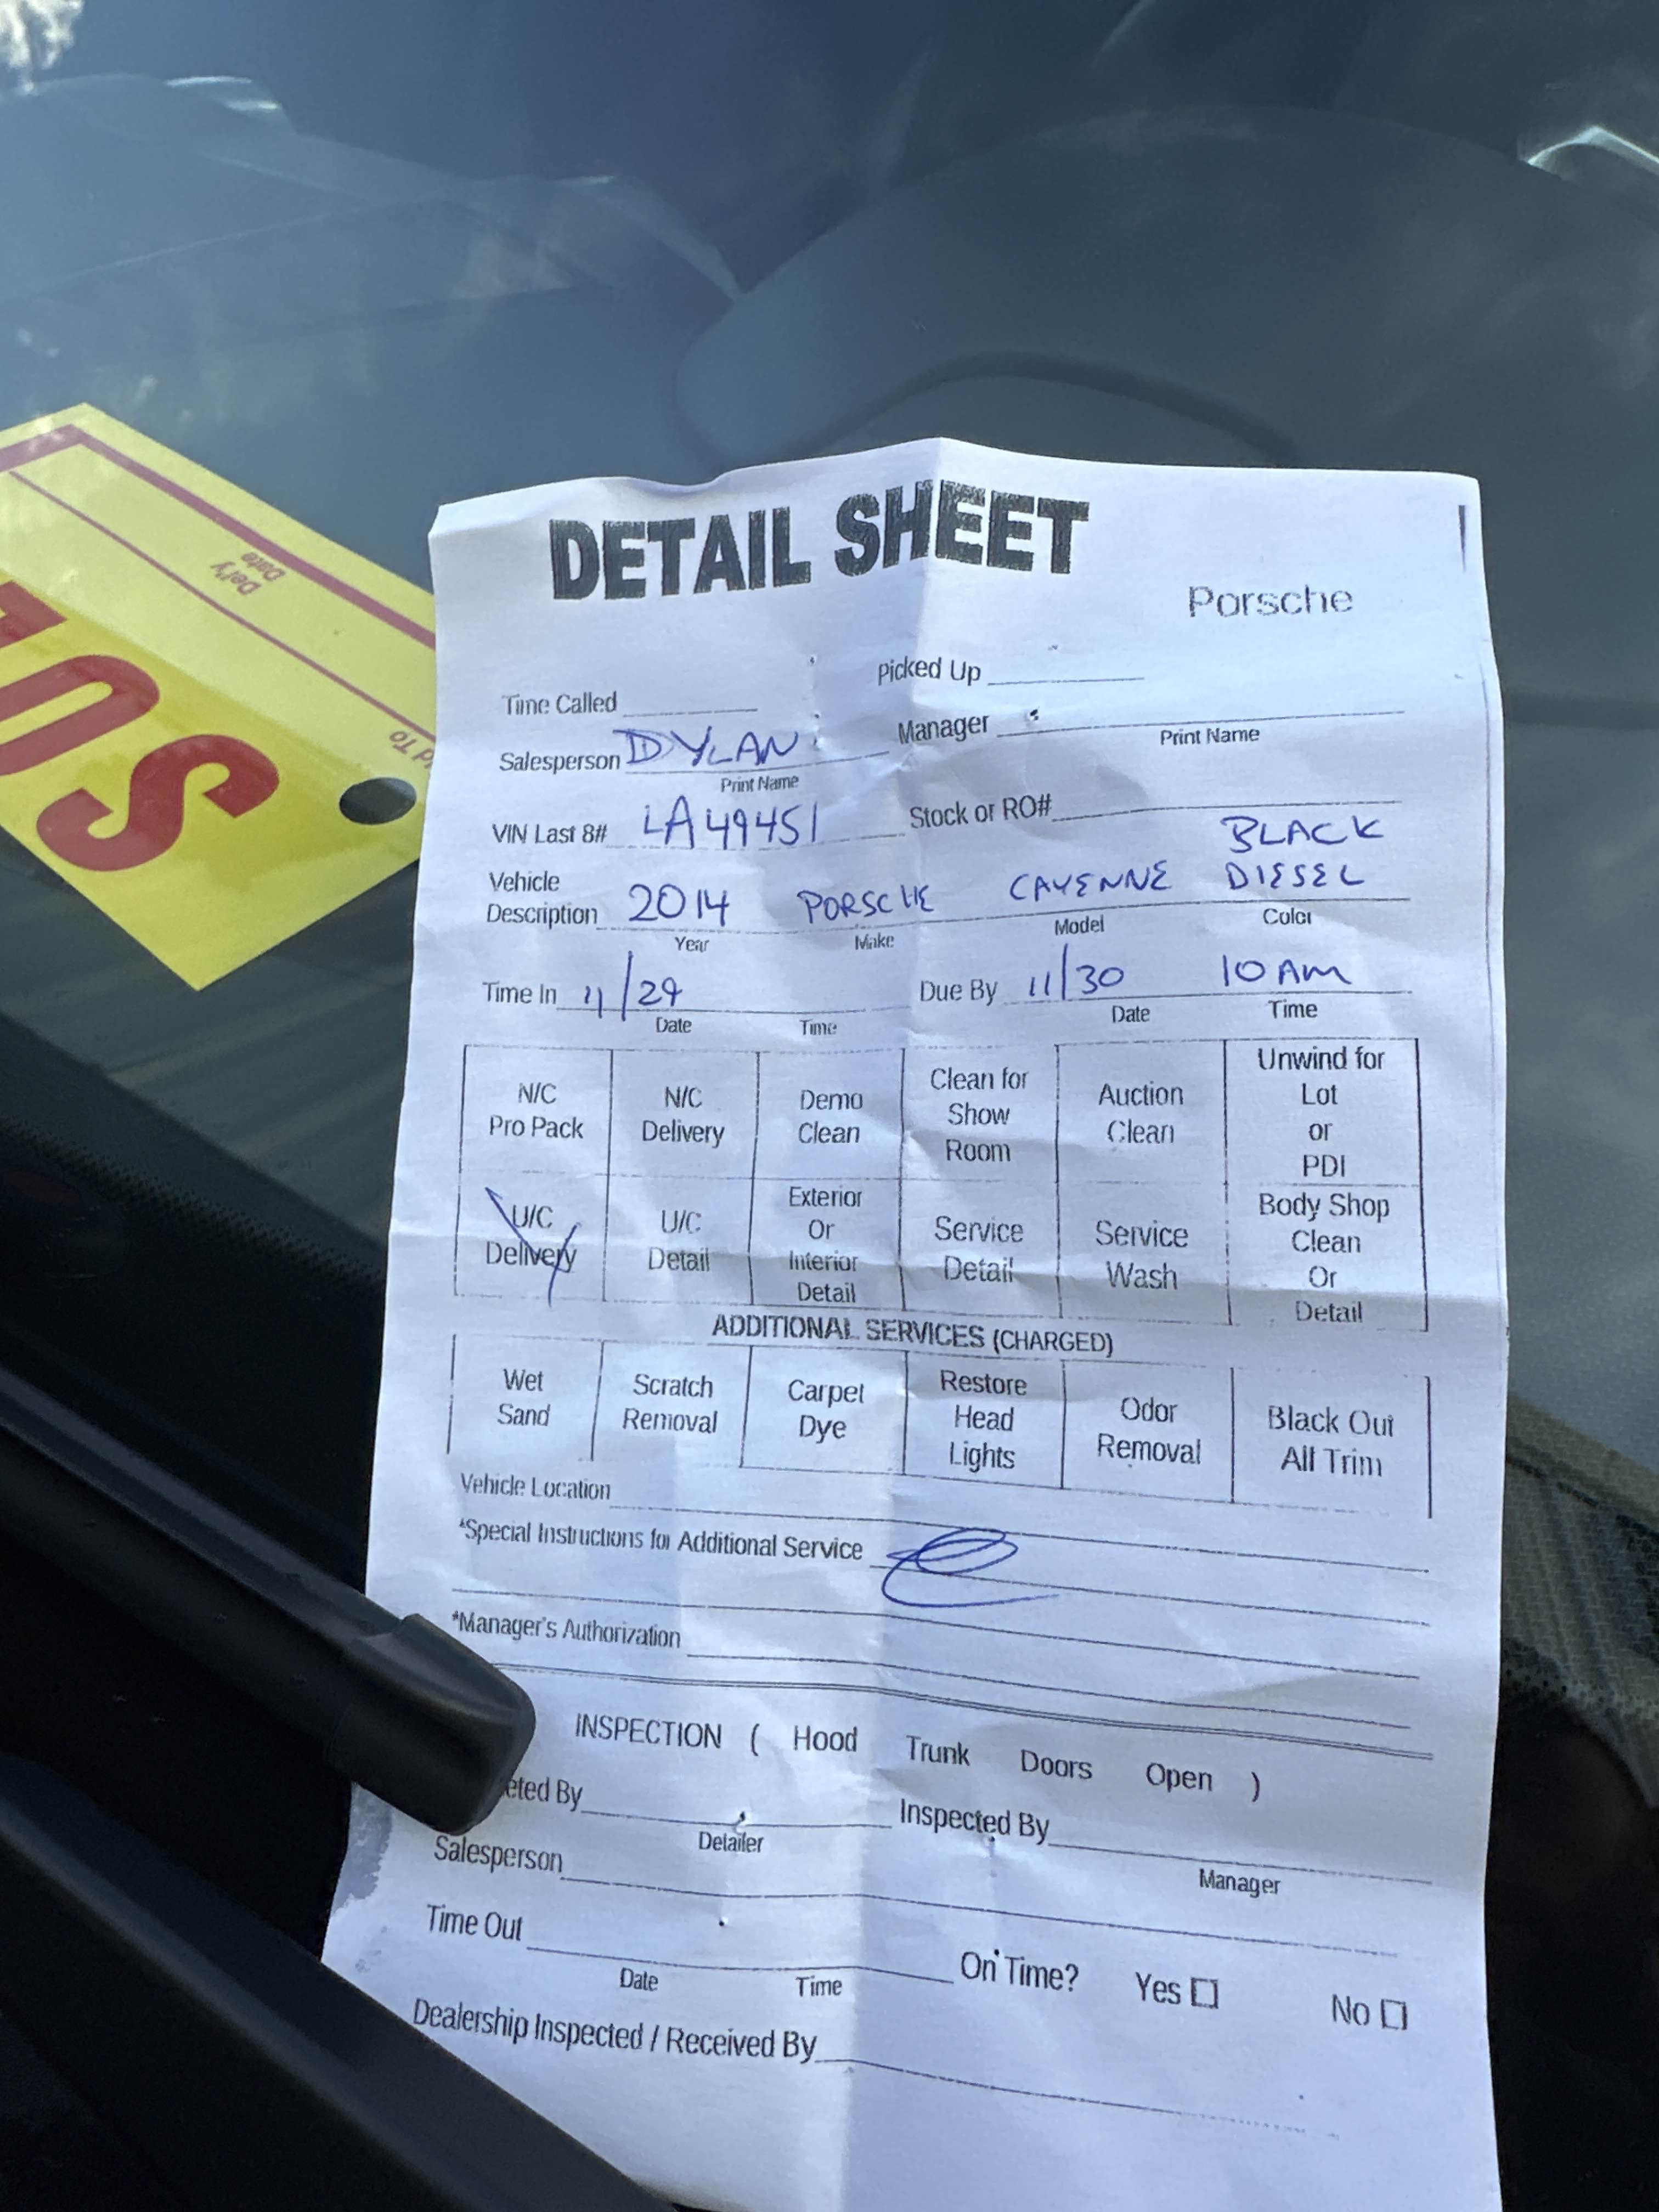 DETAIL SHEET
Porsche
Time Called Picked Up
Salesperson DYLAN Manager
Print Name Print Name
VIN Last 8# LA49451 Stock or RO#
BLACK
Vehicle Description 2014 PORSCHE CAYENNE DIESEL
Year Make Model Color
Time In 11/29 Due By 11/30 10 AM
Date Time Date Time
N/C Pro Pack N/C Delivery Demo Clean Clean for Show Room Auction Clean Unwind for Lot or PDI
U/C Delivery U/C Detail Exterior Or Interior Detail Service Detail Service Wash Body Shop Clean Or Detail
ADDITIONAL SERVICES (CHARGED)
Wet Sand Scratch Removal Carpet Dye Restore Head Lights Odor Removal Black Out All Trim
Vehicle Location
*Special Instructions for Additional Service
*Manager's Authorization
INSPECTION ( Hood Trunk Doors Open )
eted By Inspected By
Detailer Manager
Salesperson
Time Out On Time? Yes No
Date Time
Dealership Inspected / Received By
Del'y Date
d To
SOL